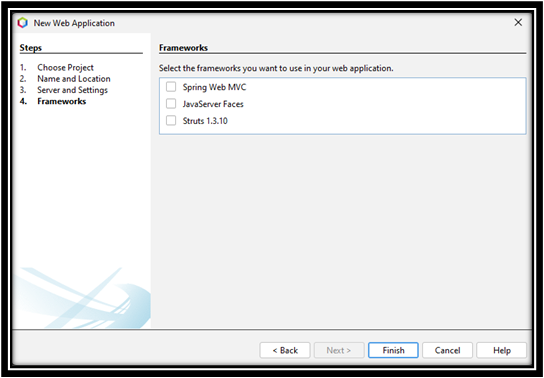 New Web Application
Steps
1. Choose Project
2. Name and Location
3. Server and Settings
4. Frameworks
Frameworks
Select the frameworks you want to use in your web application.
Spring Web MVC
JavaServer Faces
Struts 1.3.10
< Back Next > Finish Cancel Help